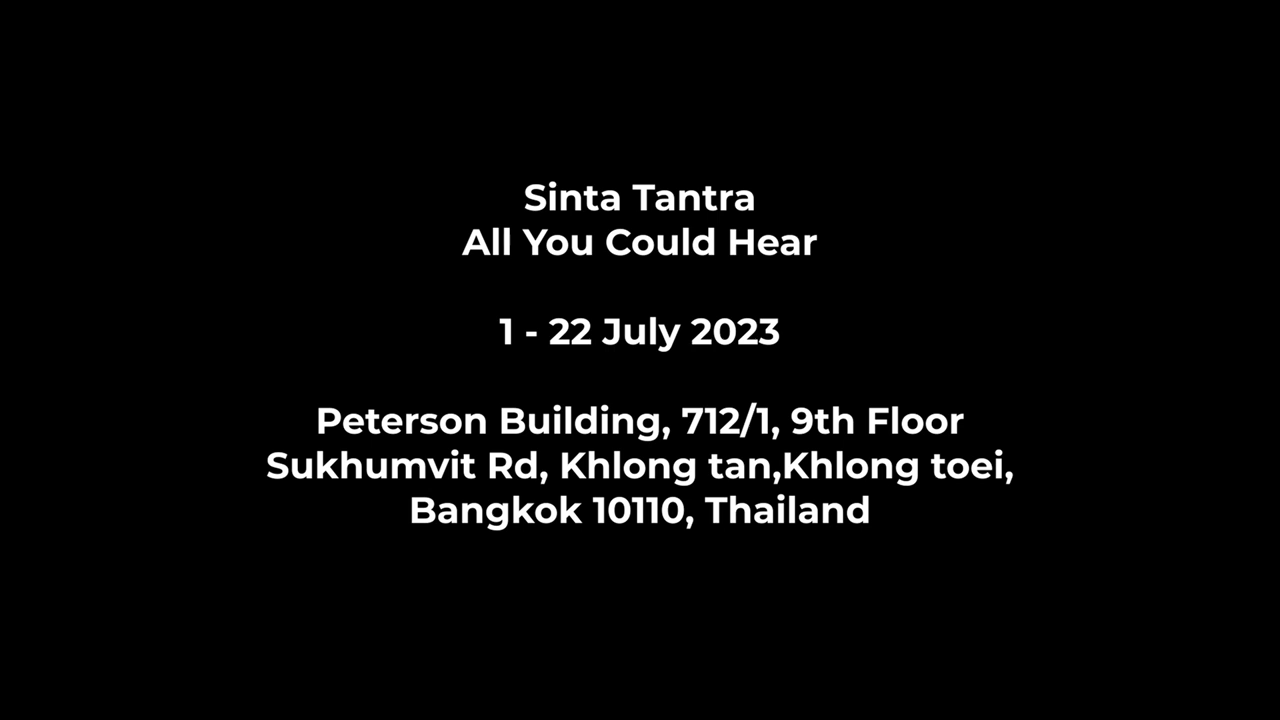 Sinta Tantra
All You Could Hear
1 - 22 July 2023
Peterson Building, 712/1, 9th Floor
Sukhumvit Rd, Khlong tan,Khlong toei,
Bangkok 10110, Thailand